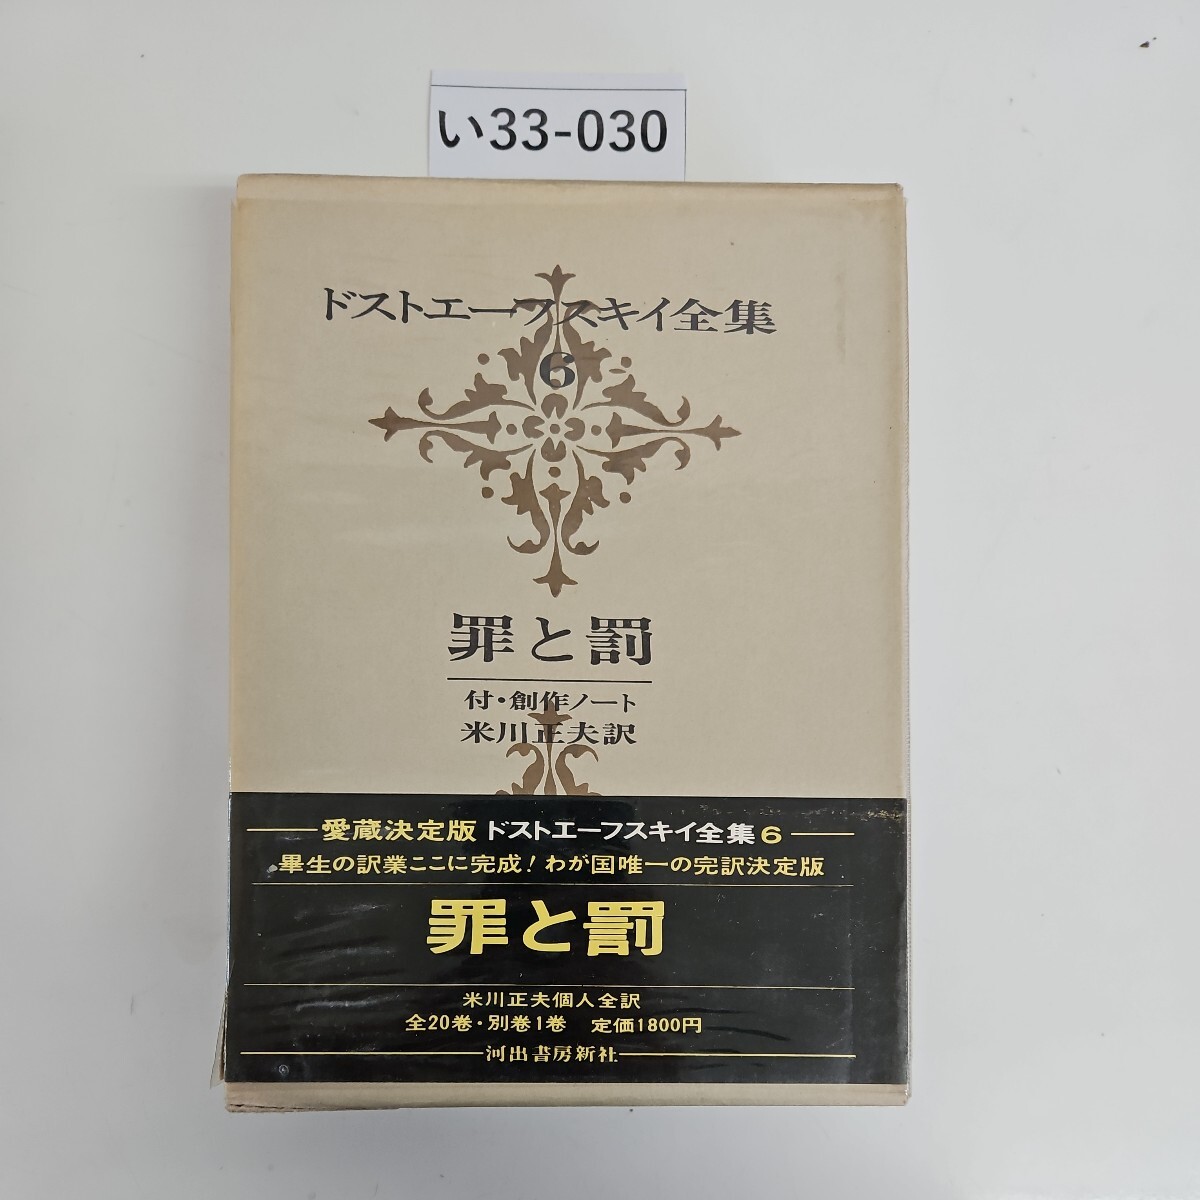 い33-030
ドストエーフスキイ全集
6
罪と罰
付・創作ノート
米川正夫訳
愛蔵決定版 ドストエーフスキイ全集6
畢生の訳業ここに完成! わが国唯一の完訳決定版
罪と罰
米川正夫個人全訳
全20巻・別巻1巻 定価1800円
河出書房新社